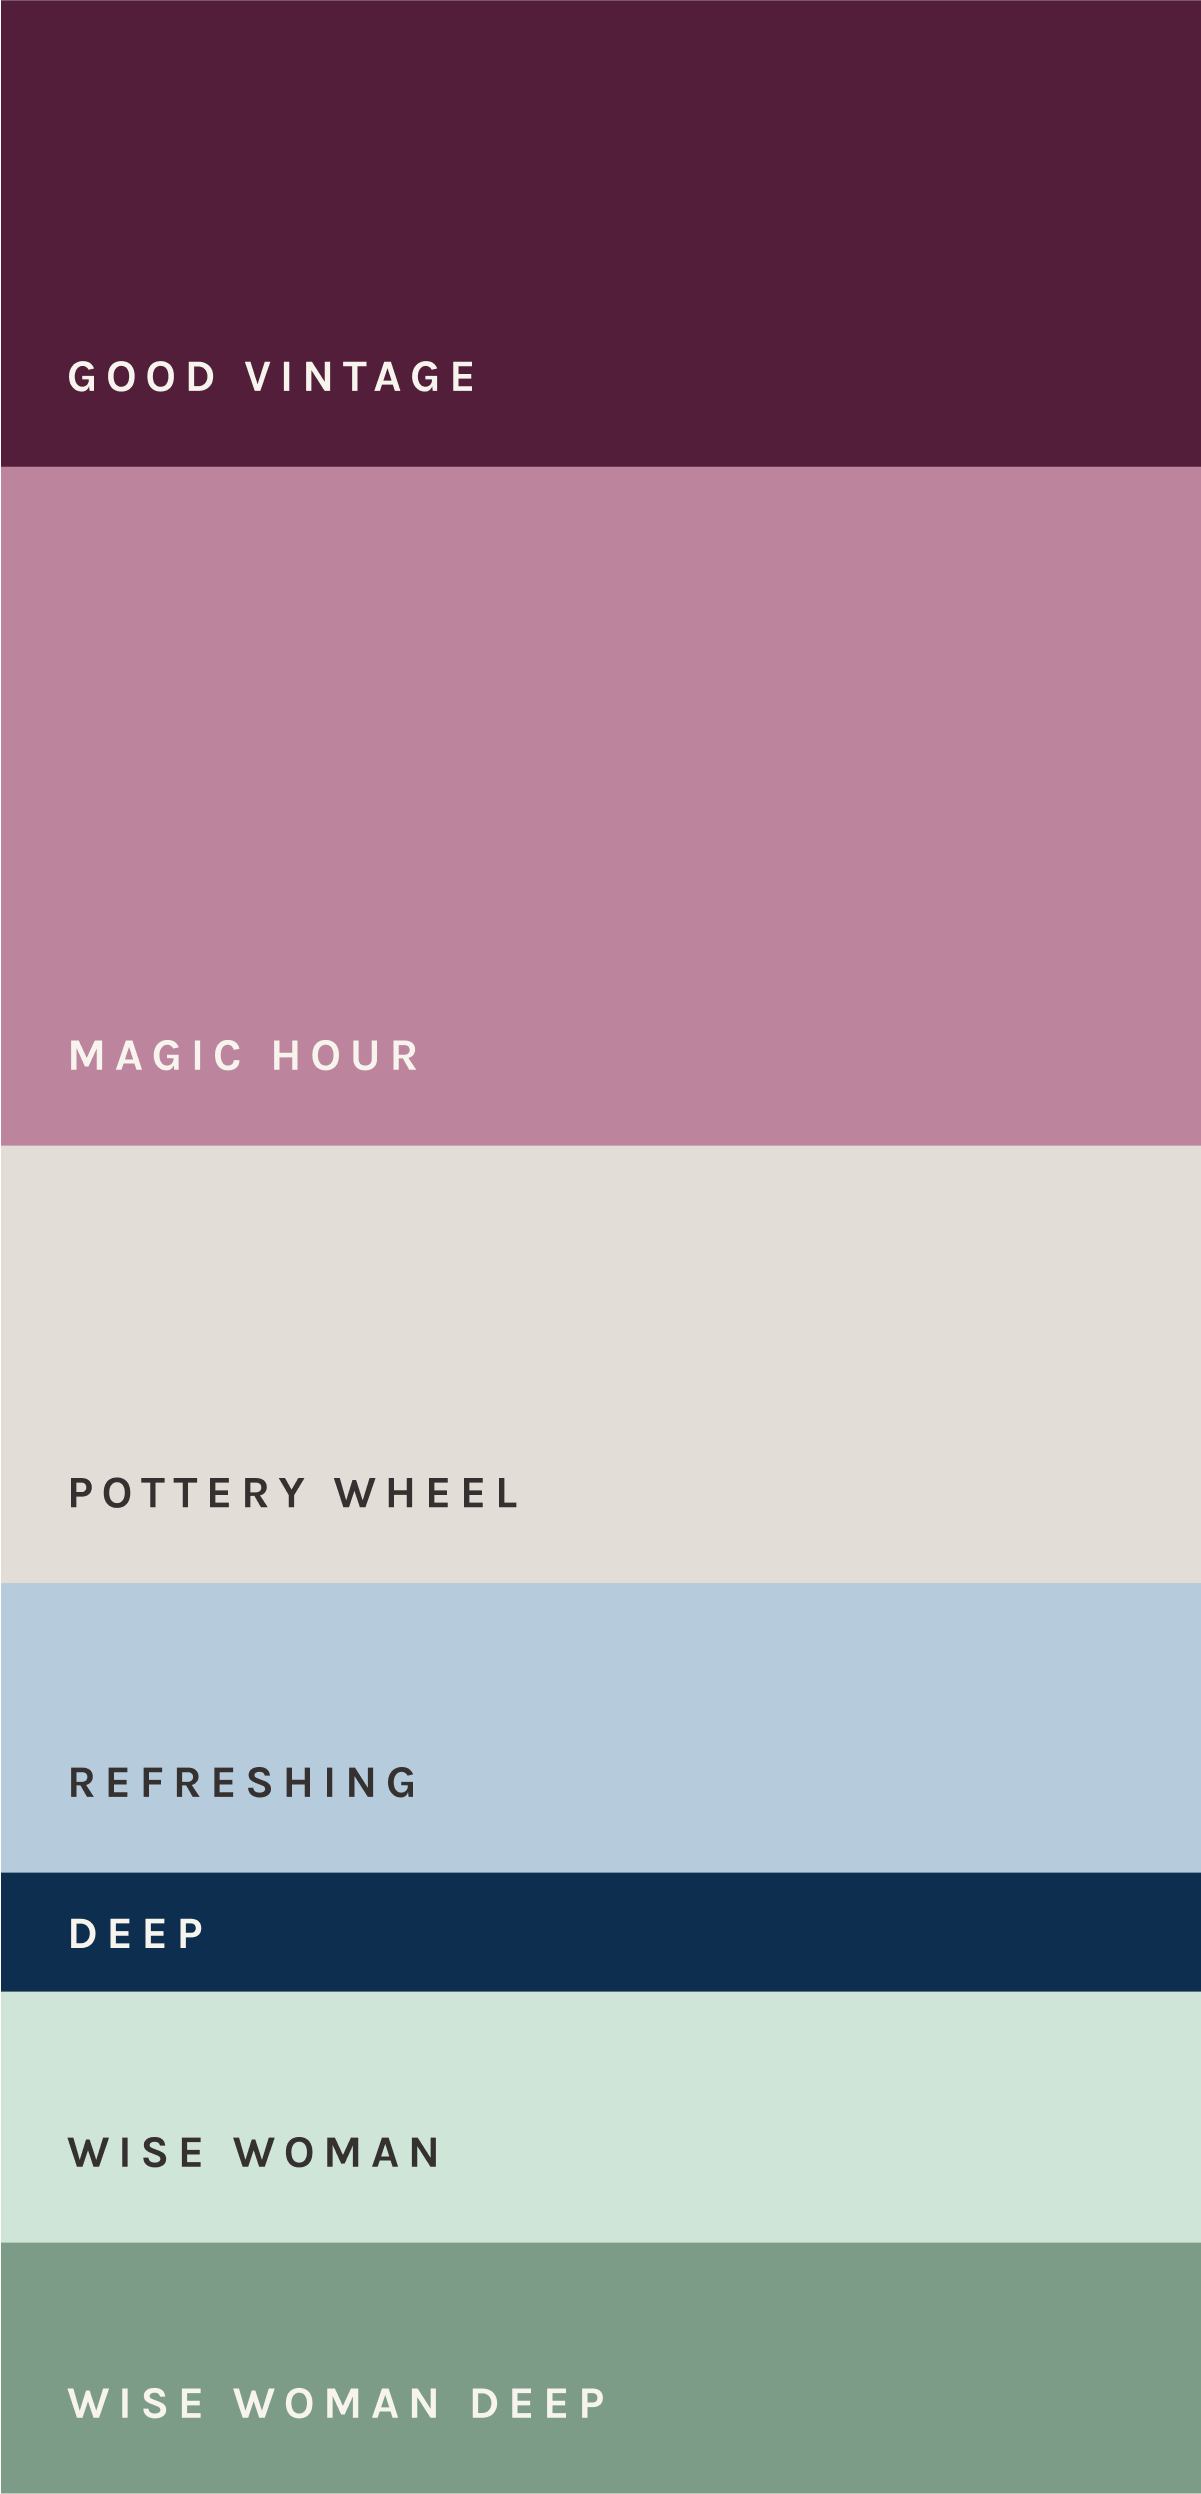 GOOD VINTAGE
MAGIC HOUR
POTTERY WHEEL
REFRESHING
DEEP
WISE WOMAN
WISE WOMAN DEEP